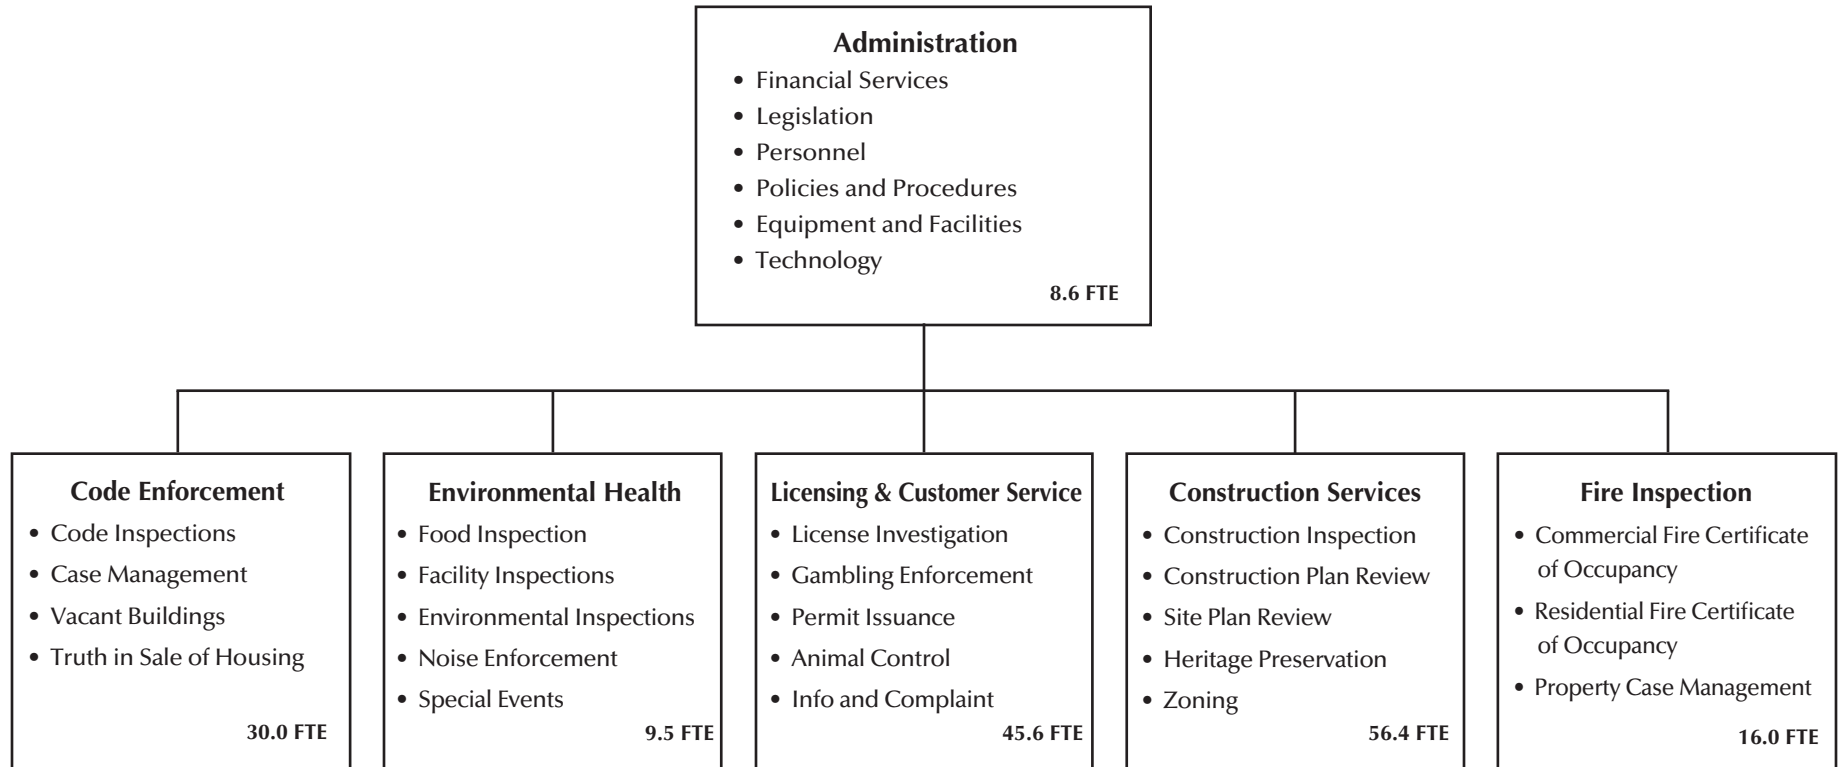 Administration
• Financial Services
• Legislation
• Personnel
• Policies and Procedures
• Equipment and Facilities
• Technology
8.6 FTE
Code Enforcement
• Code Inspections
• Case Management
• Vacant Buildings
• Truth in Sale of Housing
30.0 FTE
Environmental Health
• Food Inspection
• Facility Inspections
• Environmental Inspections
• Noise Enforcement
• Special Events
9.5 FTE
Licensing & Customer Service
• License Investigation
• Gambling Enforcement
• Permit Issuance
• Animal Control
• Info and Complaint
45.6 FTE
Construction Services
• Construction Inspection
• Construction Plan Review
• Site Plan Review
• Heritage Preservation
• Zoning
56.4 FTE
Fire Inspection
• Commercial Fire Certificate
of Occupancy
• Residential Fire Certificate
of Occupancy
• Property Case Management
16.0 FTE